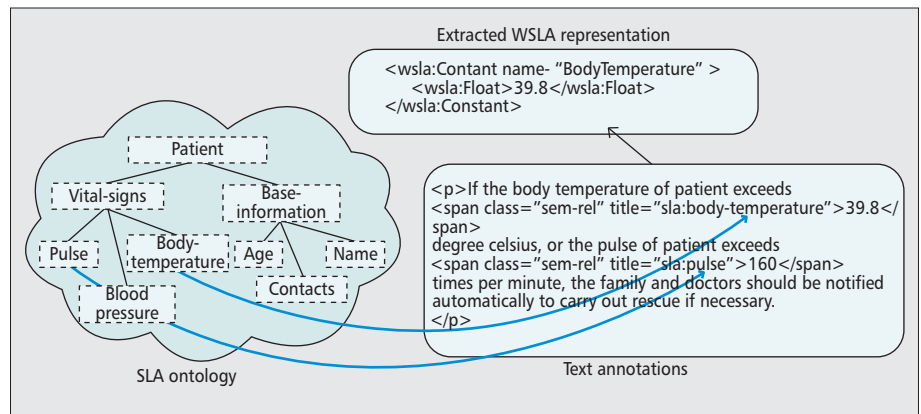 Extracted WSLA representation
<wsla:Contant name- “BodyTemperature” >
<wsla:Float>39.8</wsla:Float>
</wsla:Constant>
Patient
Vital-signs
Base-
information
Pulse
Body-
temperature
Age
Name
Blood
pressure
Contacts
SLA ontology
<p>If the body temperature of patient exceeds
<span class=“sem-rel” title=“sla:body-temperature”>39.8</
span>
degree celsius, or the pulse of patient exceeds
<span class=“sem-rel” title=“sla:pulse”>160</span>
times per minute, the family and doctors should be notified
automatically to carry out rescue if necessary.
</p>
Text annotations